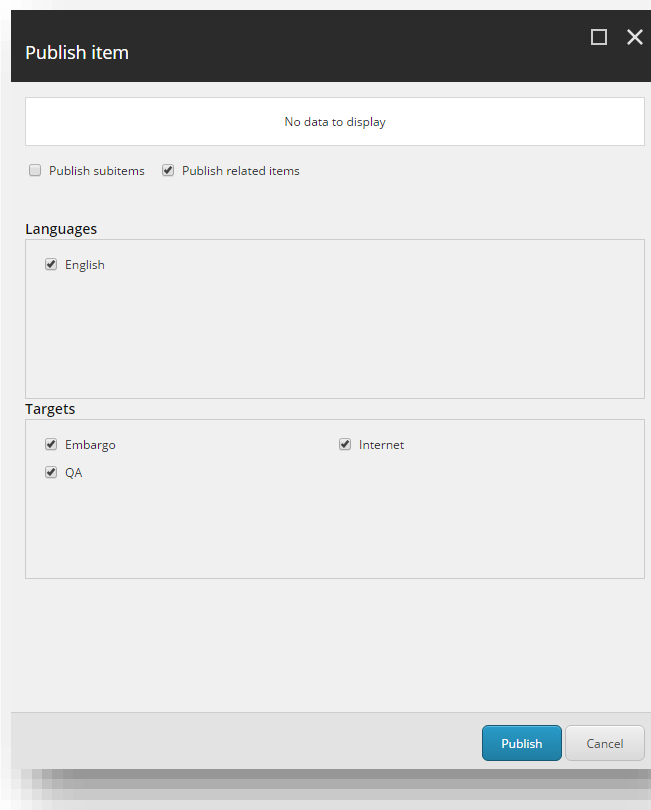 Publish item
No data to display
Publish subitems Publish related items
Languages
English
Targets
Embargo Internet
QA
Publish Cancel